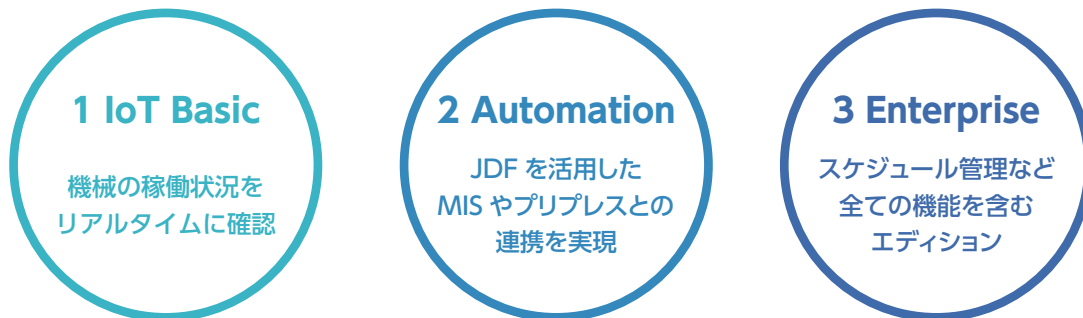 1 IoT Basic
機械の稼働状況を
リアルタイムに確認
2 Automation
JDF を活用した
MIS やプリプレスとの
連携を実現
3 Enterprise
スケジュール管理など
全ての機能を含む
エディション